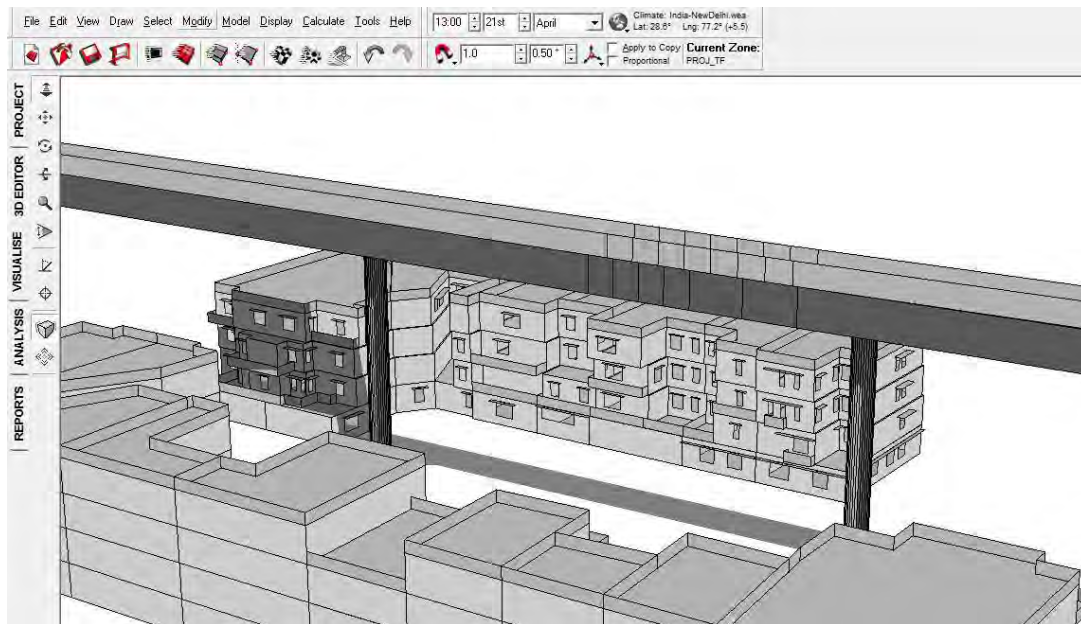 File Edit View Draw Select Modify Model Display Calculate Tools Help
13:00 21st April
Climate: India-NewDelhi.wea
Lat: 28.6° Lng: 77.2° (+5.5)
1.0 0.50 °
Apply to Copy
Proportional
Current Zone:
PROJ_TF
PROJECT
3D EDITOR
VISUALISE
ANALYSIS
REPORTS